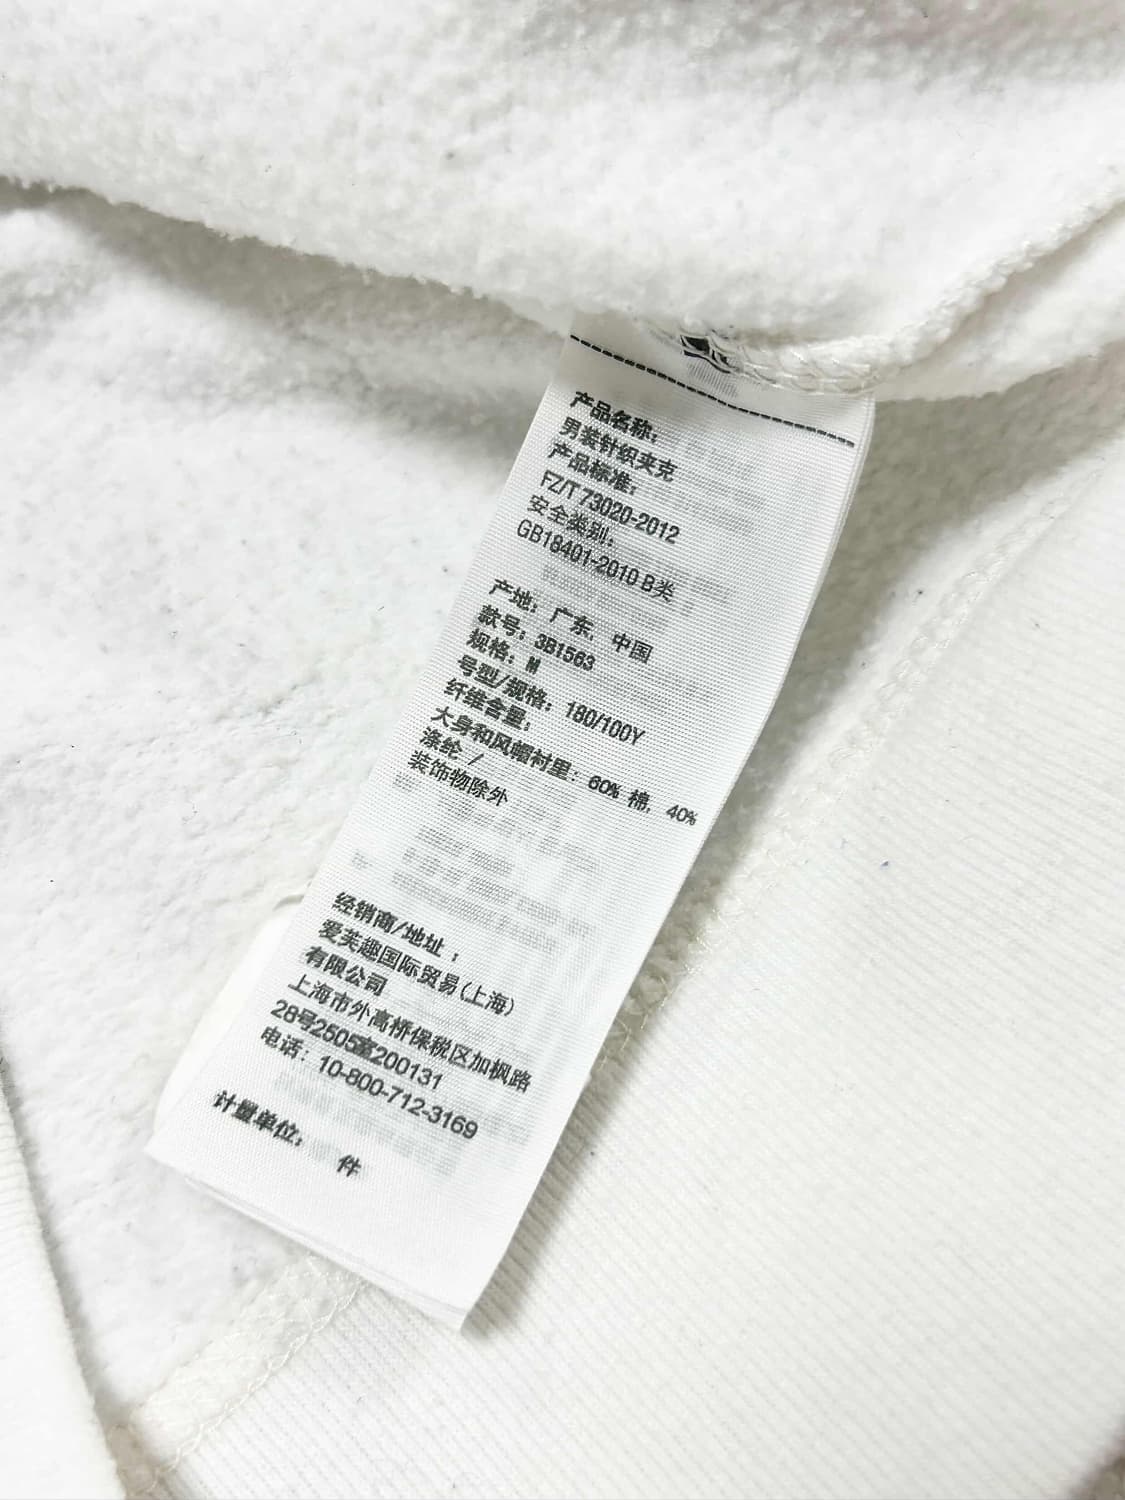 产品名称:
男装针织夹克
产品标准:
FZ/T 73020-2012
安全类别:
GB18401-2010 B类
产地: 广东, 中国
款号: 3B1563
规格: M
号型/规格: 180/100Y
纤维含量:
大身和风帽衬里: 60% 棉, 40%
涤纶 /
装饰物除外
经销商/地址 :
爱芙趣国际贸易(上海)
有限公司
上海市外高桥保税区加枫路
28号2505室200131
电话: 10-800-712-3169
计量单位:
件